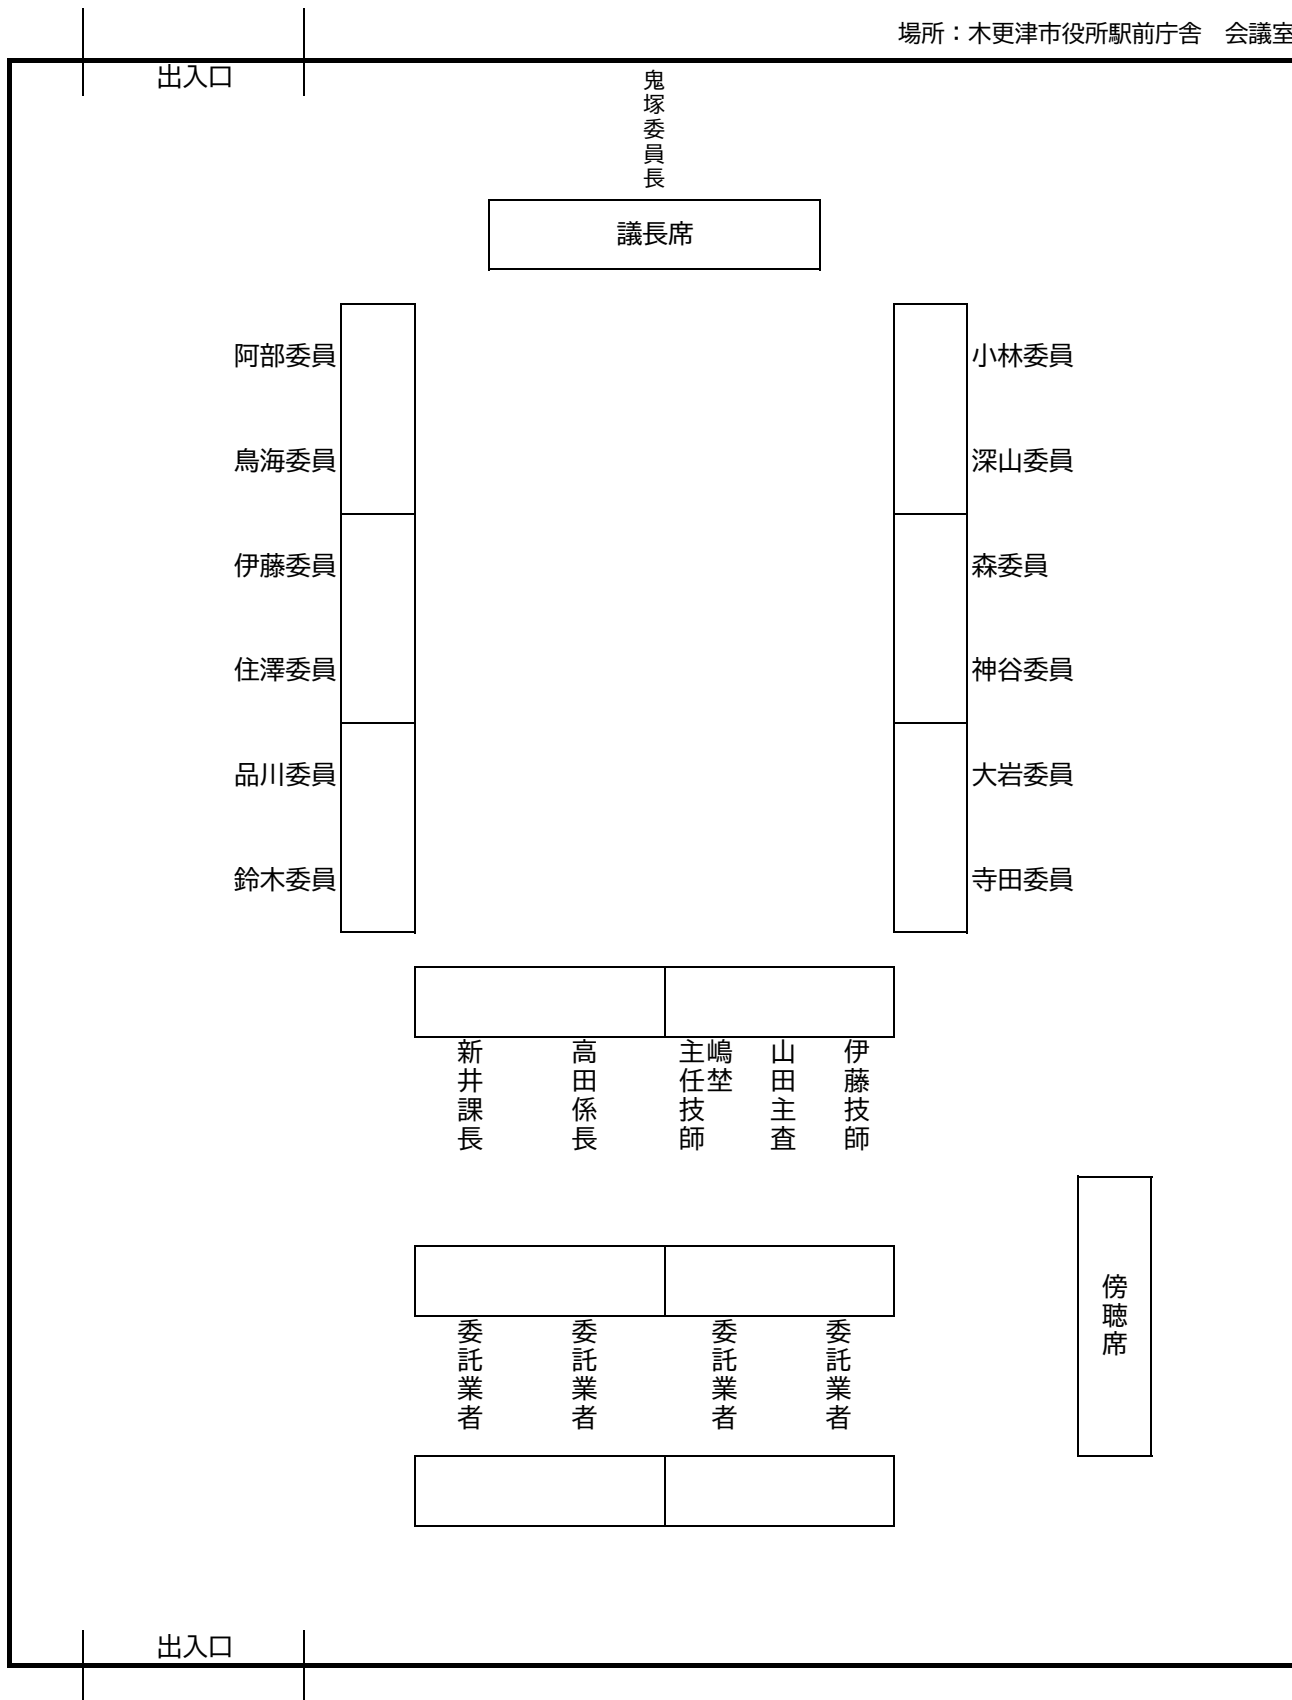 場所：木更津市役所駅前庁舎　会議室
出入口
鬼塚委員長
議長席
阿部委員
小林委員
鳥海委員
深山委員
伊藤委員
森委員
住澤委員
神谷委員
品川委員
大岩委員
鈴木委員
寺田委員
新井課長
高田係長
嶋埜
主任技師
山田主査
伊藤技師
傍聴席
委託業者
委託業者
委託業者
委託業者
出入口